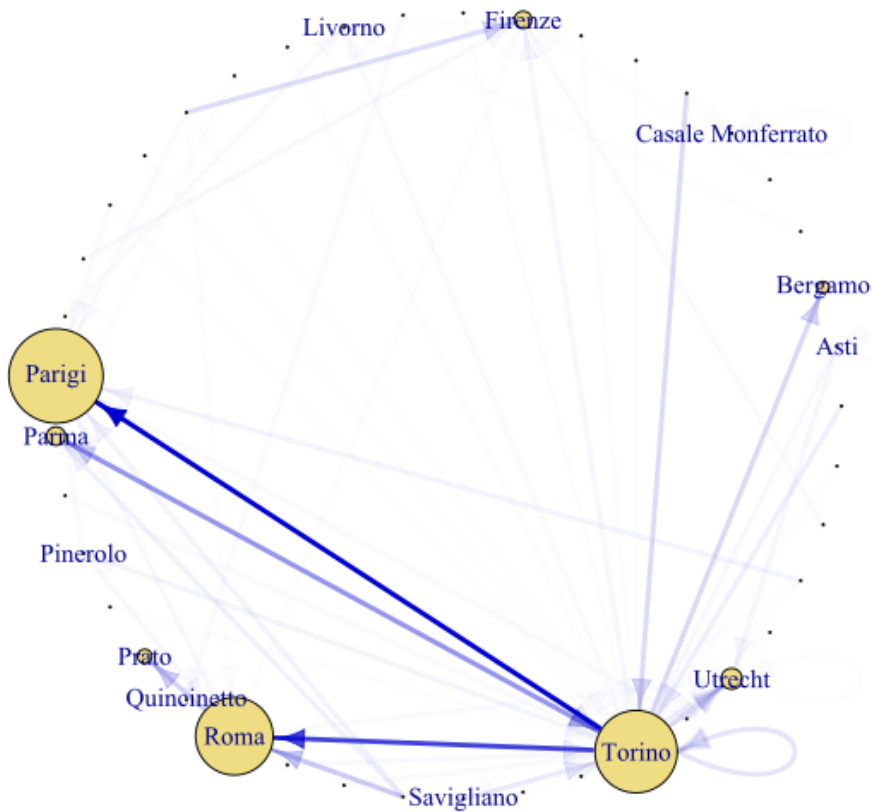 Livorno
Firenze
Casale Monferrato
Bergamo
Asti
Parigi
Parma
Pinerolo
Prato
Utrecht
Quincinetto
Roma
Torino
Savigliano